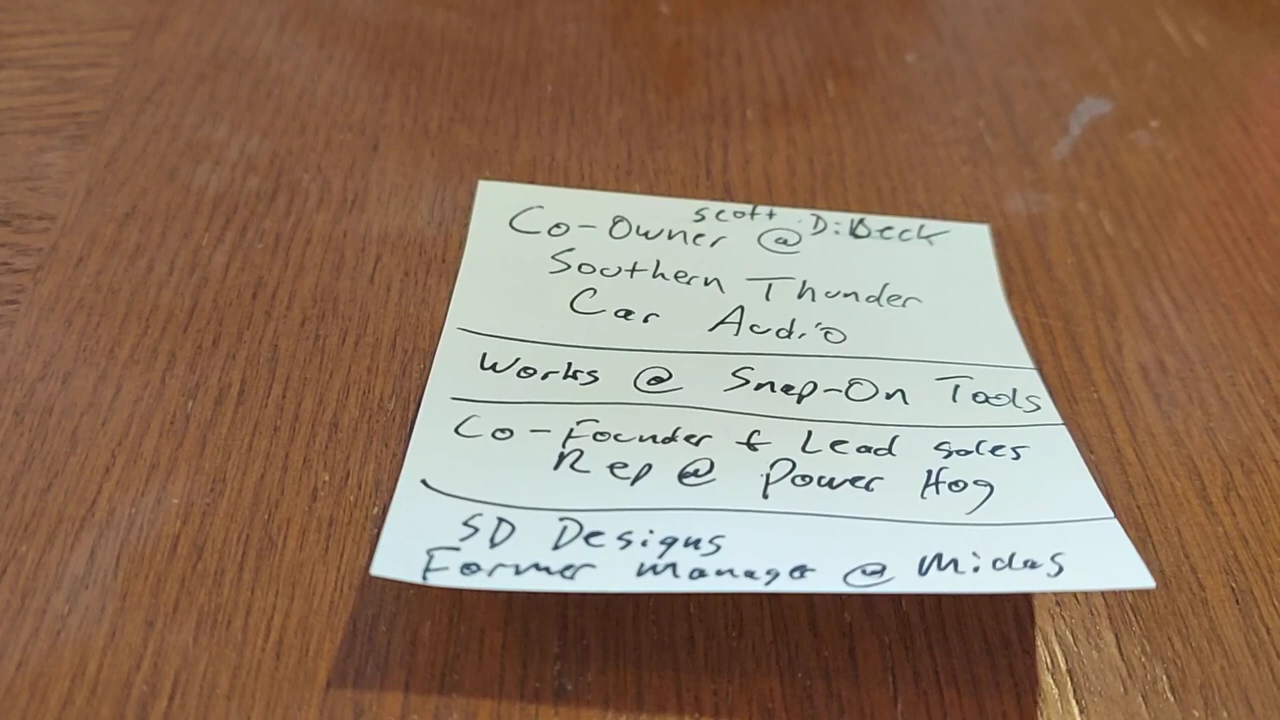 Scott DiBeck
Co-Owner @
Southern Thunder
Car Audio
Works @ Snap-On Tools
Co-Founder & Lead Sales
Rep @ Power Hog
SD Designs
Former Manager @ Midas